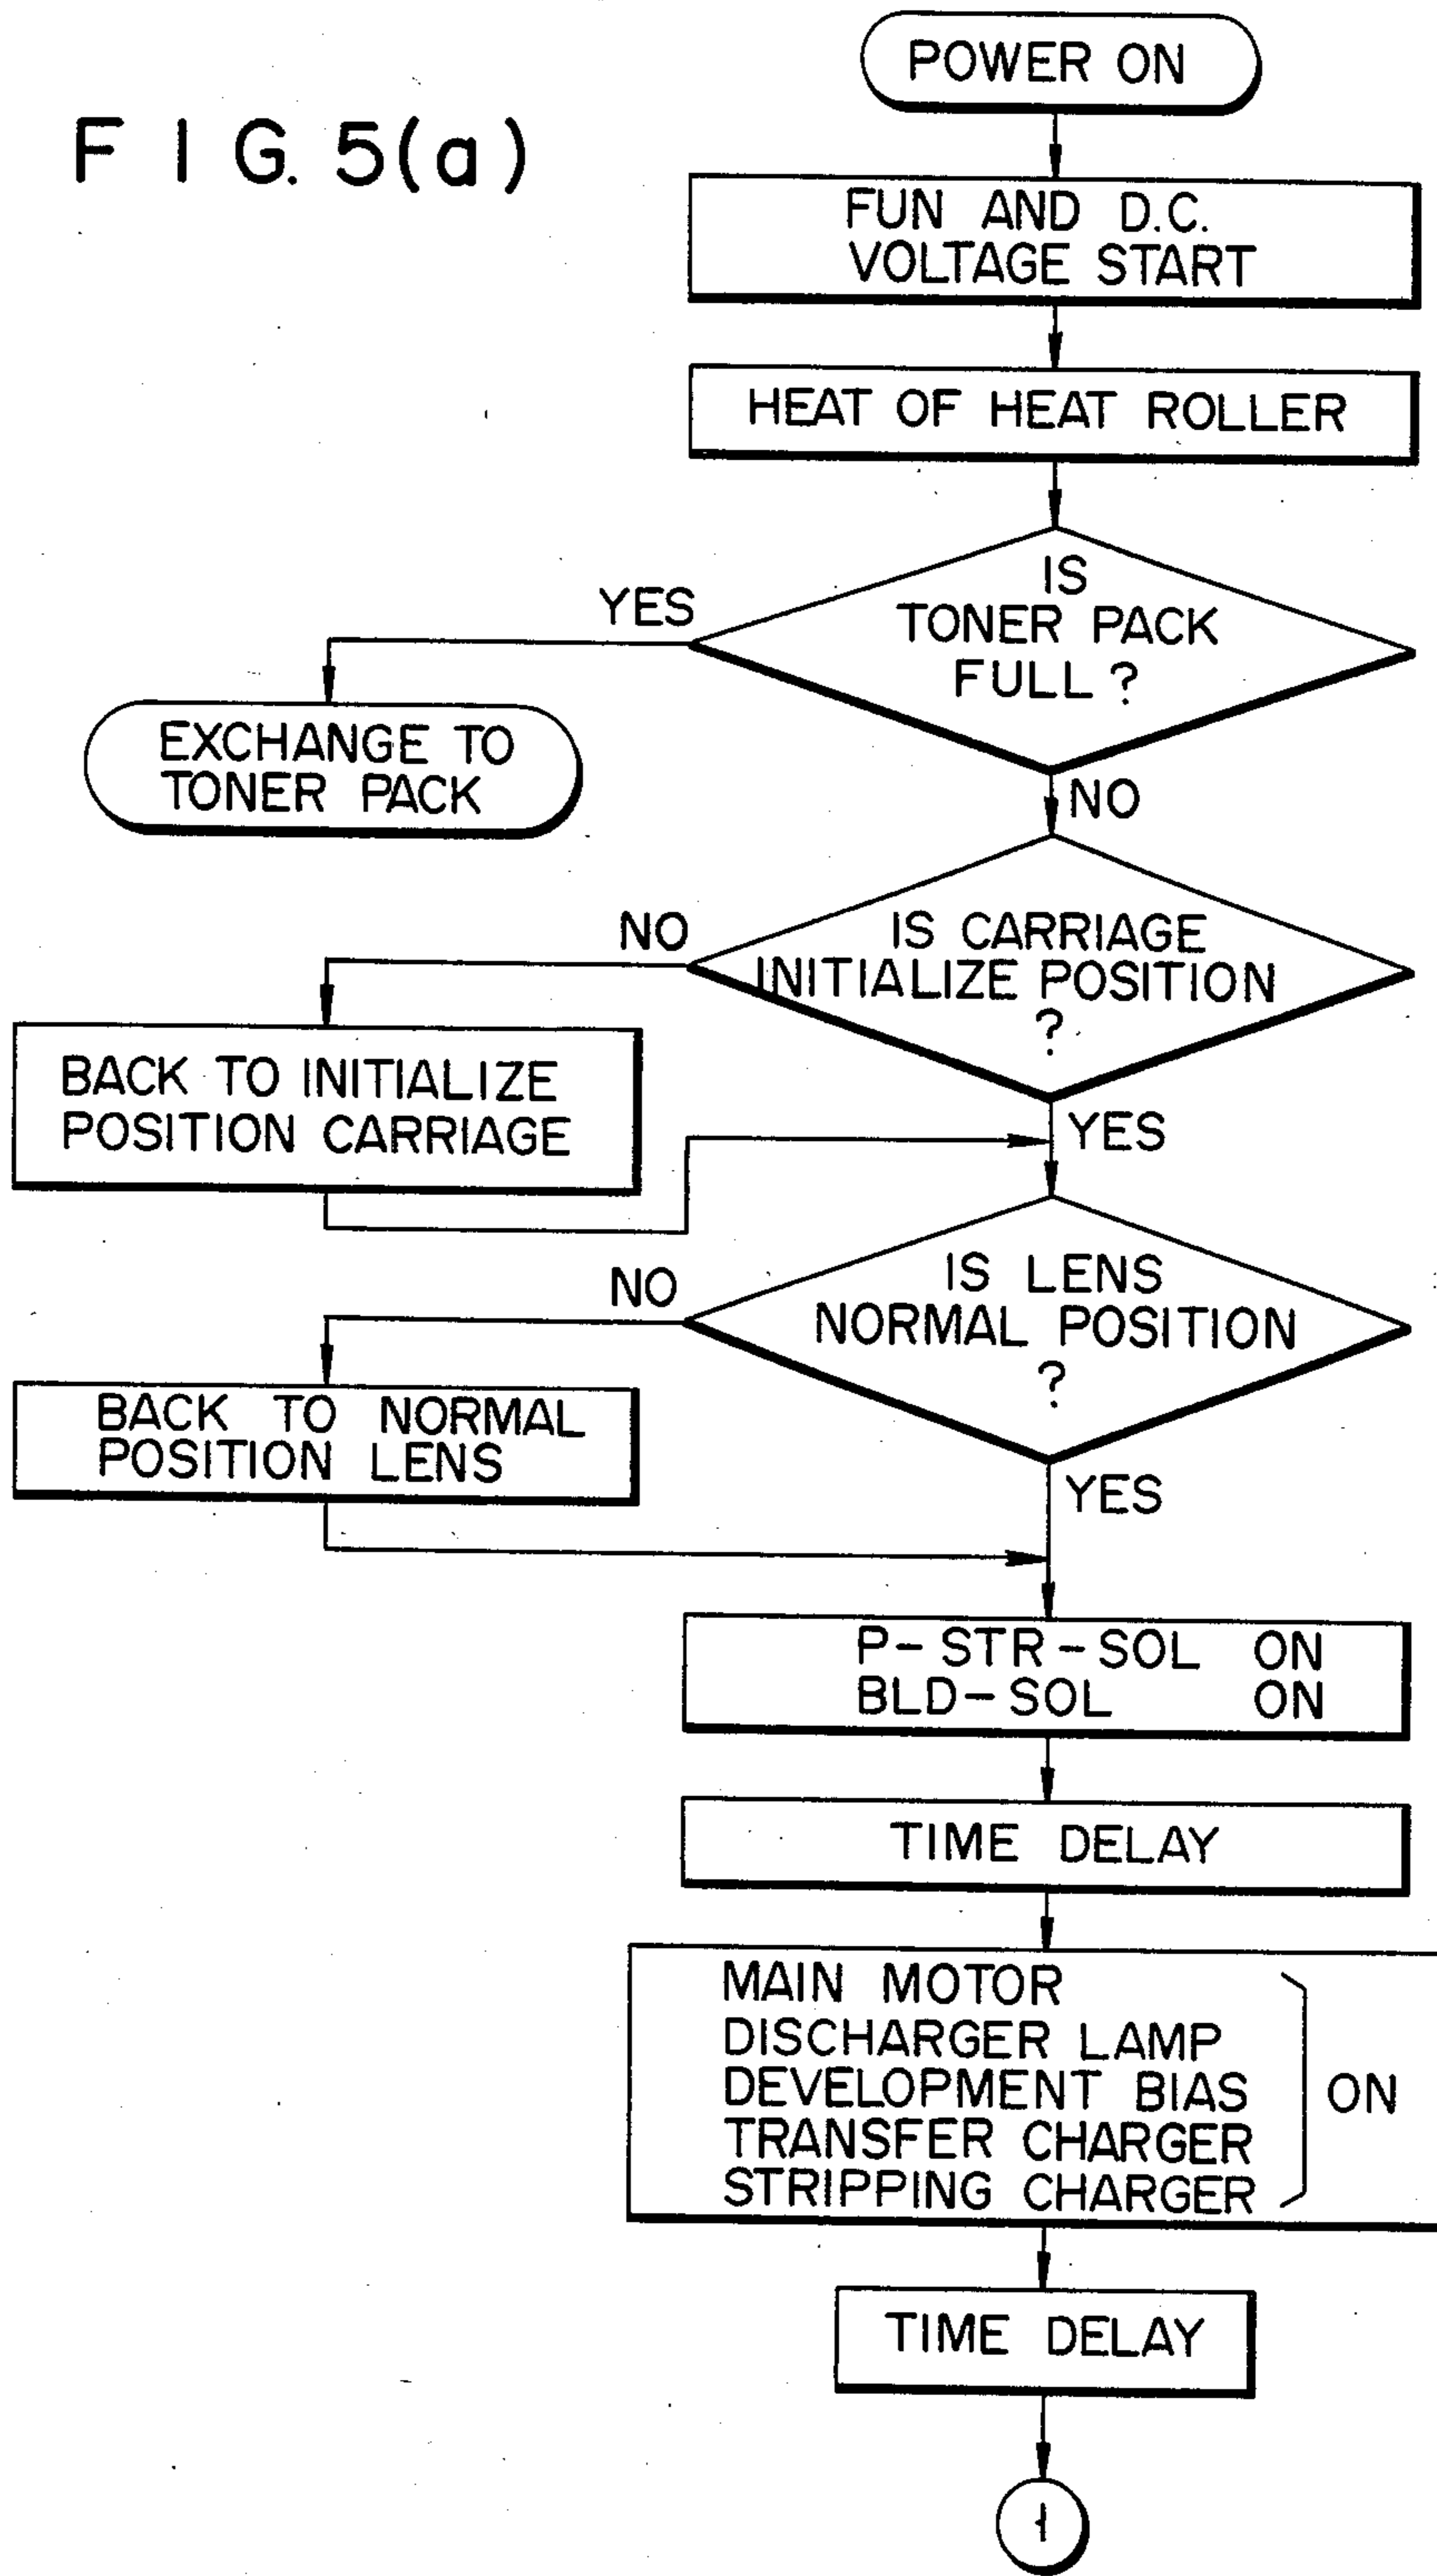 FIG. 5(a)
POWER ON
FUN AND D.C.
VOLTAGE START
HEAT OF HEAT ROLLER
IS
TONER PACK
FULL ?
YES
EXCHANGE TO
TONER PACK
NO
IS CARRIAGE
INITIALIZE POSITION
?
NO
BACK TO INITIALIZE
POSITION CARRIAGE
YES
IS LENS
NORMAL POSITION
?
NO
BACK TO NORMAL
POSITION LENS
YES
P-STR-SOL ON
BLD-SOL ON
TIME DELAY
MAIN MOTOR
DISCHARGER LAMP
DEVELOPMENT BIAS
TRANSFER CHARGER
STRIPPING CHARGER
ON
TIME DELAY
1